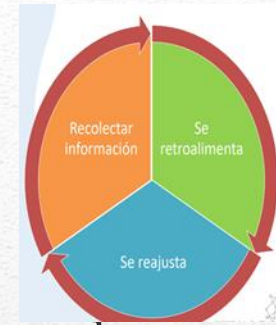 Recolectar
información
Se
retroalimenta
Se reajusta